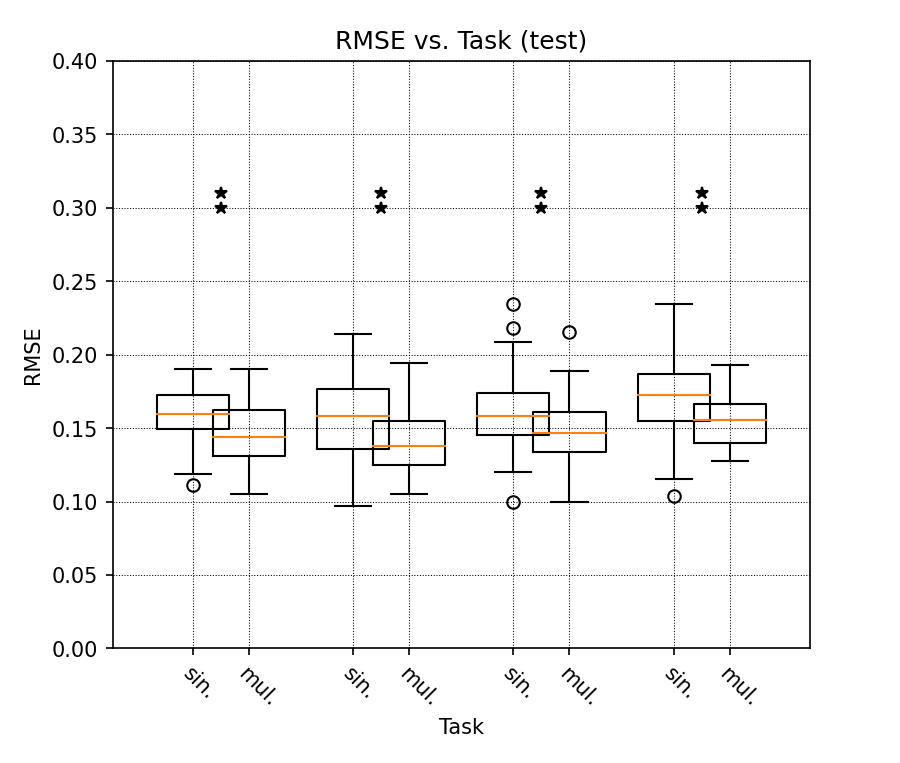 RMSE vs. Task (test)
0.40
0.35
0.30
0.25
0.20
0.15
0.10
0.05
0.00
RMSE
sin. mul. sin. mul. sin. mul. sin. mul.
Task